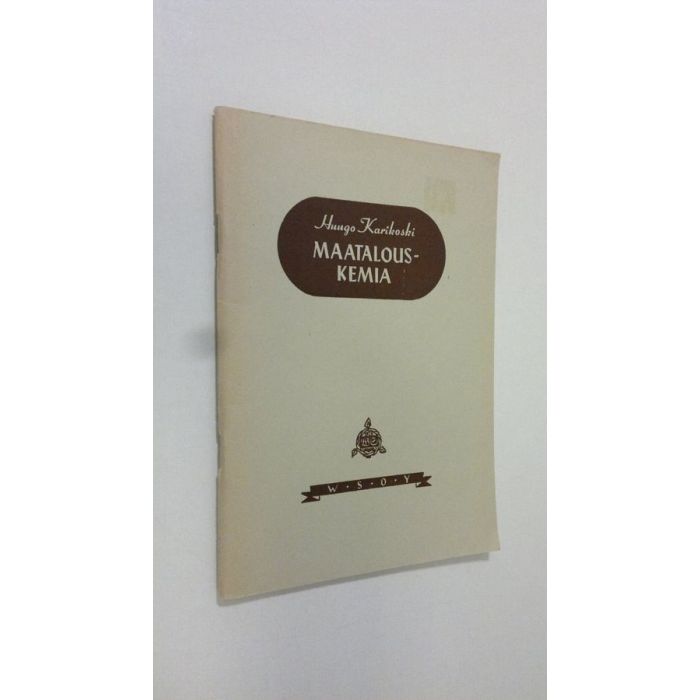 Huugo Karikoski
MAATALOUS-
KEMIA
W·S·O·Y